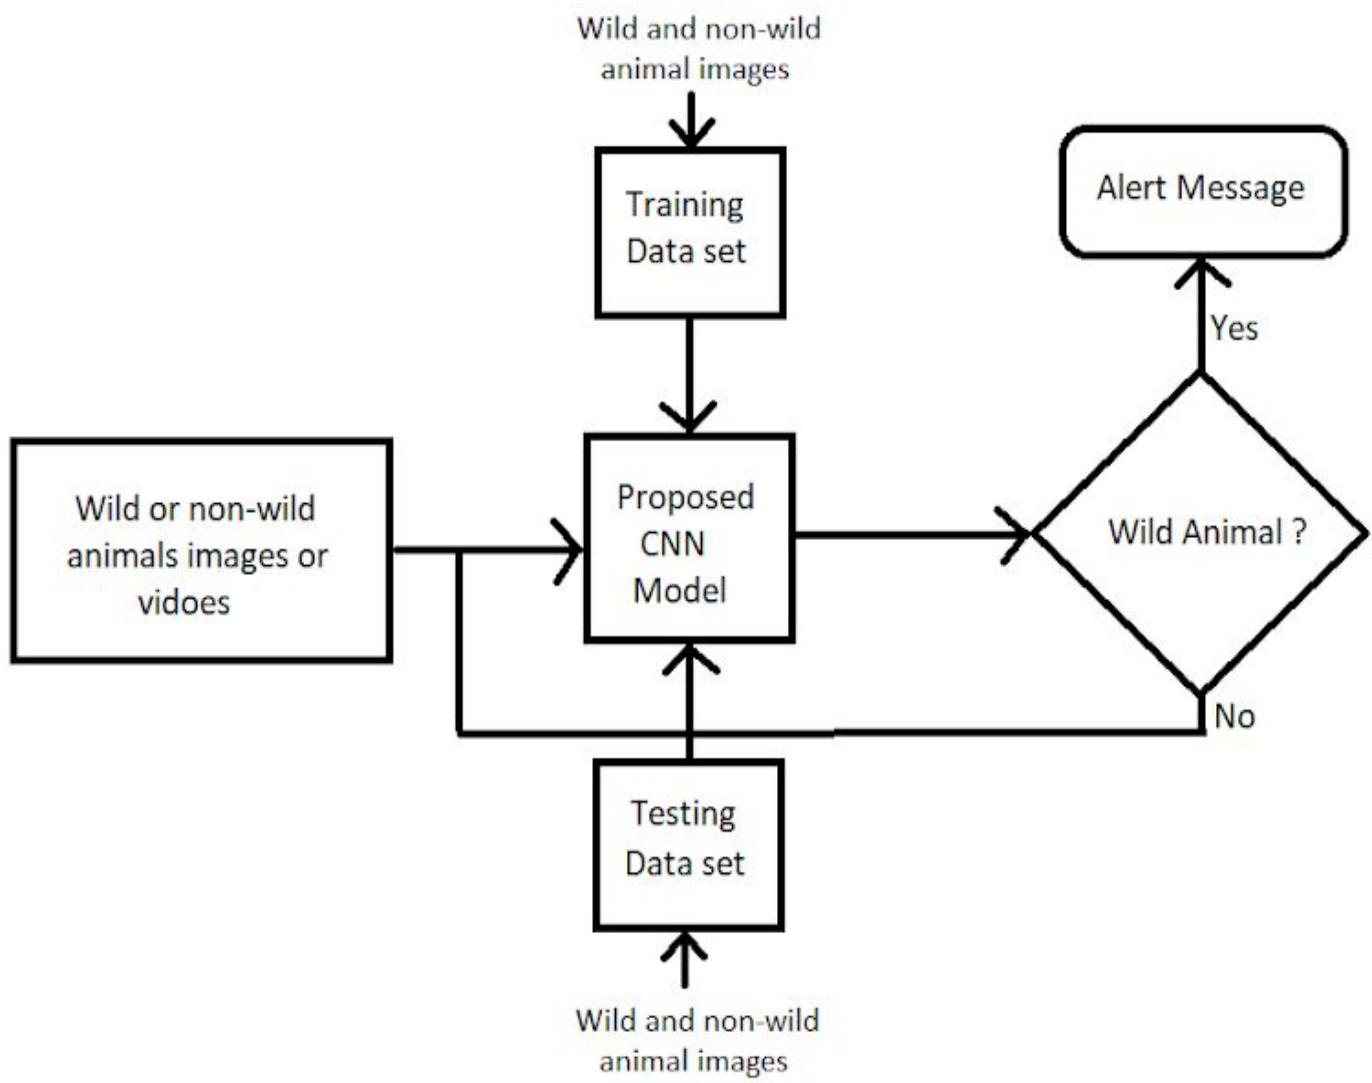 Wild and non-wild
animal images
Training
Data set
Alert Message
Yes
Wild or non-wild
animals images or
vidoes
Proposed
CNN
Model
Wild Animal ?
No
Testing
Data set
Wild and non-wild
animal images